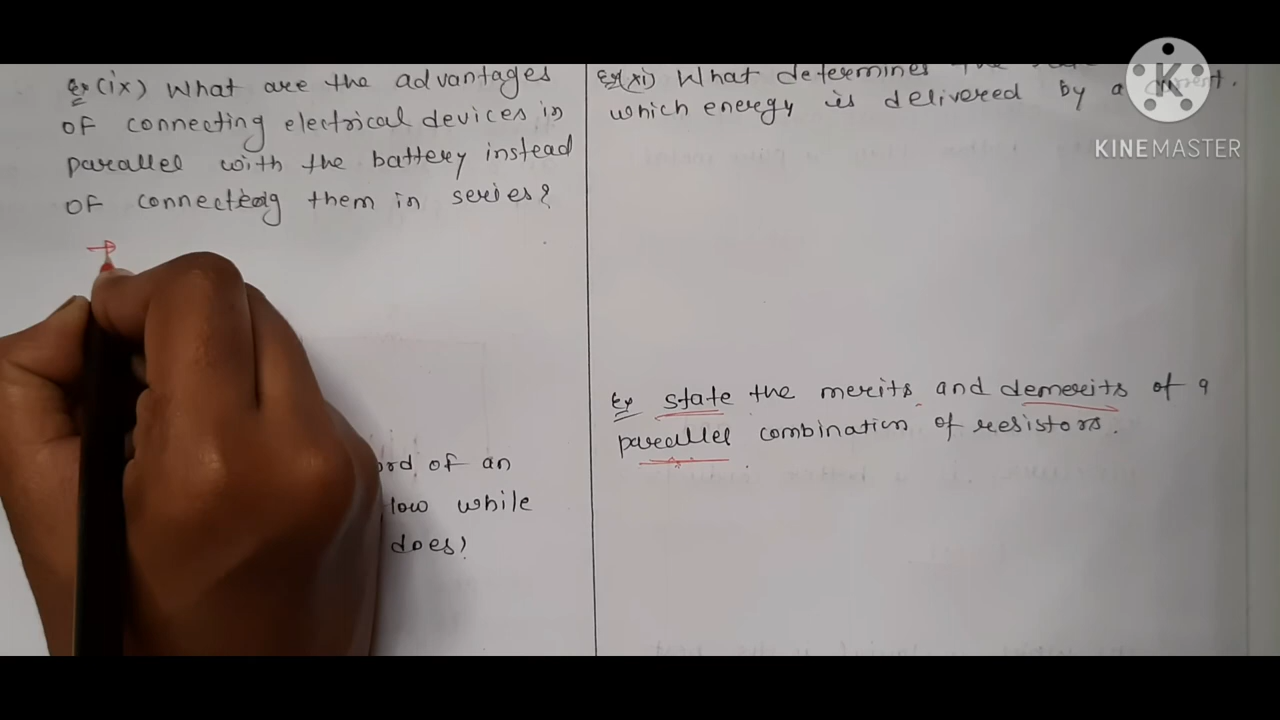 Ex (ix) What are the advantages
of connecting electrical devices in
parallel with the battery instead
of connecting them in series?
ord of an
low while
does?
Ex (xi) What determines the
which energy is delivered by a
Ex state the merits and demerits of a
parallel combination of resistors.
KINEMASTER